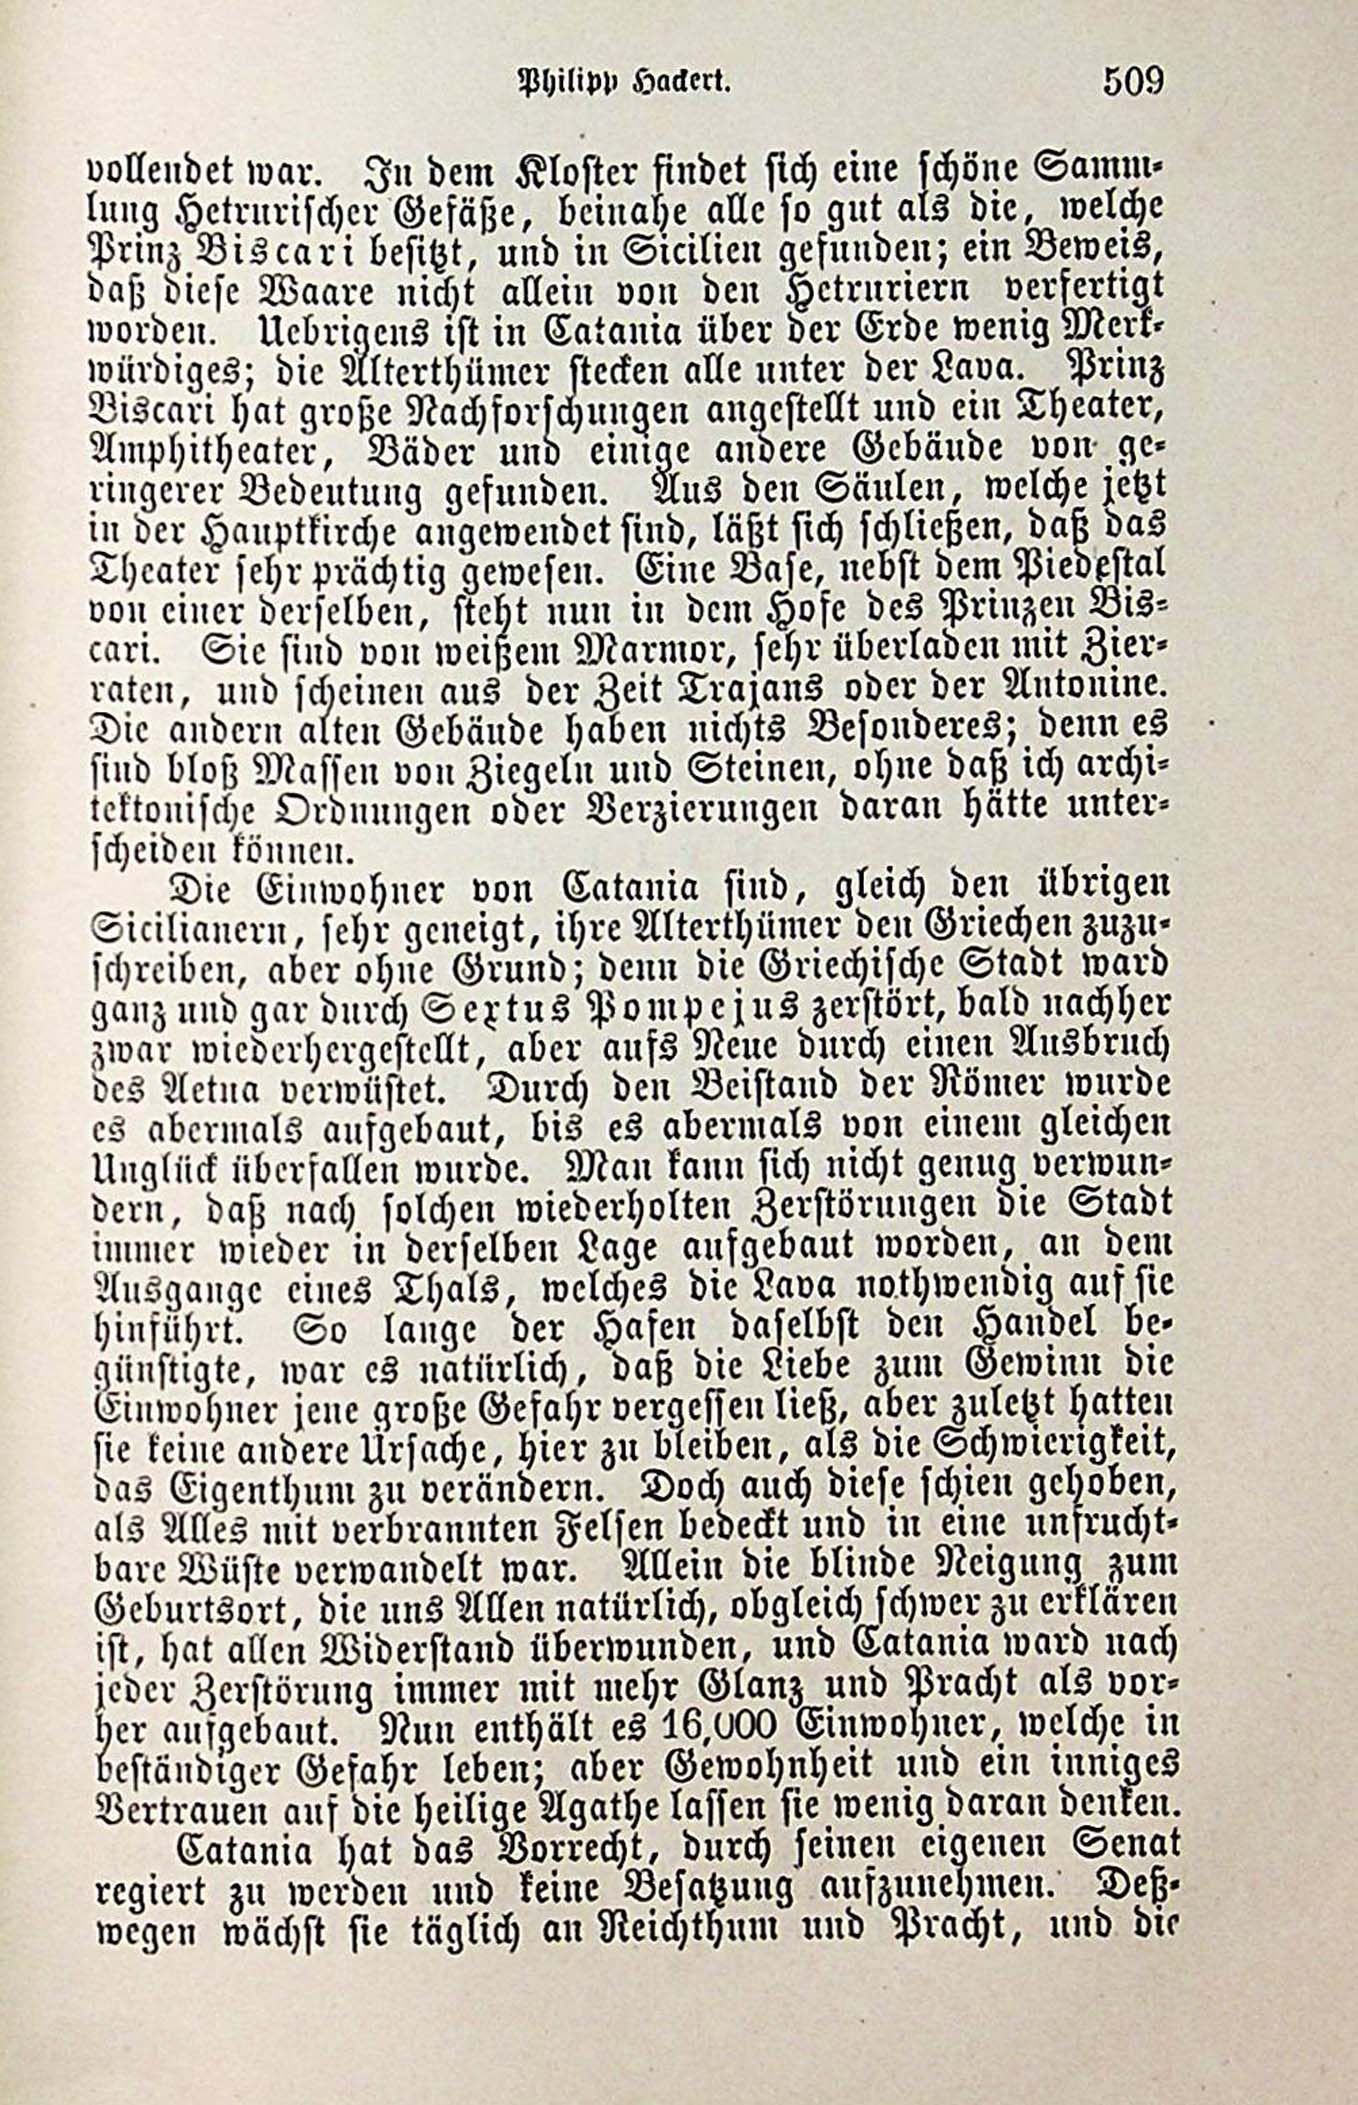 Philipp Hackert. 509
vollendet war. In dem Kloster findet sich eine schöne Samm-
lung Hetrurischer Gefäße, beinahe alle so gut als die, welche
Prinz Biscari besitzt, und in Sicilien gefunden; ein Beweis,
daß diese Waare nicht allein von den Hetruriern verfertigt
worden. Uebrigens ist in Catania über der Erde wenig Merk-
würdiges; die Alterthümer stecken alle unter der Lava. Prinz
Biscari hat große Nachforschungen angestellt und ein Theater,
Amphitheater, Bäder und einige andere Gebäude von ge-
ringerer Bedeutung gefunden. Aus den Säulen, welche jetzt
in der Hauptkirche angewendet sind, läßt sich schließen, daß das
Theater sehr prächtig gewesen. Eine Base, nebst dem Piedestal
von einer derselben, steht nun in dem Hofe des Prinzen Bis-
cari. Sie sind von weißem Marmor, sehr überladen mit Zier-
raten, und scheinen aus der Zeit Trajans oder der Antonine.
Die andern alten Gebäude haben nichts Besonderes; denn es
sind bloß Massen von Ziegeln und Steinen, ohne daß ich archi-
tektonische Ordnungen oder Verzierungen daran hätte unter-
scheiden können.
Die Einwohner von Catania sind, gleich den übrigen
Sicilianern, sehr geneigt, ihre Alterthümer den Griechen zuzu-
schreiben, aber ohne Grund; denn die Griechische Stadt ward
ganz und gar durch Sextus Pompejus zerstört, bald nachher
zwar wiederhergestellt, aber aufs Neue durch einen Ausbruch
des Aetna verwüstet. Durch den Beistand der Römer wurde
es abermals aufgebaut, bis es abermals von einem gleichen
Unglück überfallen wurde. Man kann sich nicht genug verwun-
dern, daß nach solchen wiederholten Zerstörungen die Stadt
immer wieder in derselben Lage aufgebaut worden, an dem
Ausgange eines Thals, welches die Lava nothwendig auf sie
hinführt. So lange der Hafen daselbst den Handel be-
günstigte, war es natürlich, daß die Liebe zum Gewinn die
Einwohner jene große Gefahr vergessen ließ, aber zuletzt hatten
sie keine andere Ursache, hier zu bleiben, als die Schwierigkeit,
das Eigenthum zu verändern. Doch auch diese schien gehoben,
als Alles mit verbrannten Felsen bedeckt und in eine unfrucht-
bare Wüste verwandelt war. Allein die blinde Neigung zum
Geburtsort, die uns Allen natürlich, obgleich schwer zu erklären
ist, hat allen Widerstand überwunden, und Catania ward nach
jeder Zerstörung immer mit mehr Glanz und Pracht als vor-
her aufgebaut. Nun enthält es 16,000 Einwohner, welche in
beständiger Gefahr leben; aber Gewohnheit und ein inniges
Vertrauen auf die heilige Agathe lassen sie wenig daran denken.
Catania hat das Vorrecht, durch seinen eigenen Senat
regiert zu werden und keine Besatzung aufzunehmen. Deß-
wegen wächst sie täglich an Reichthum und Pracht, und die